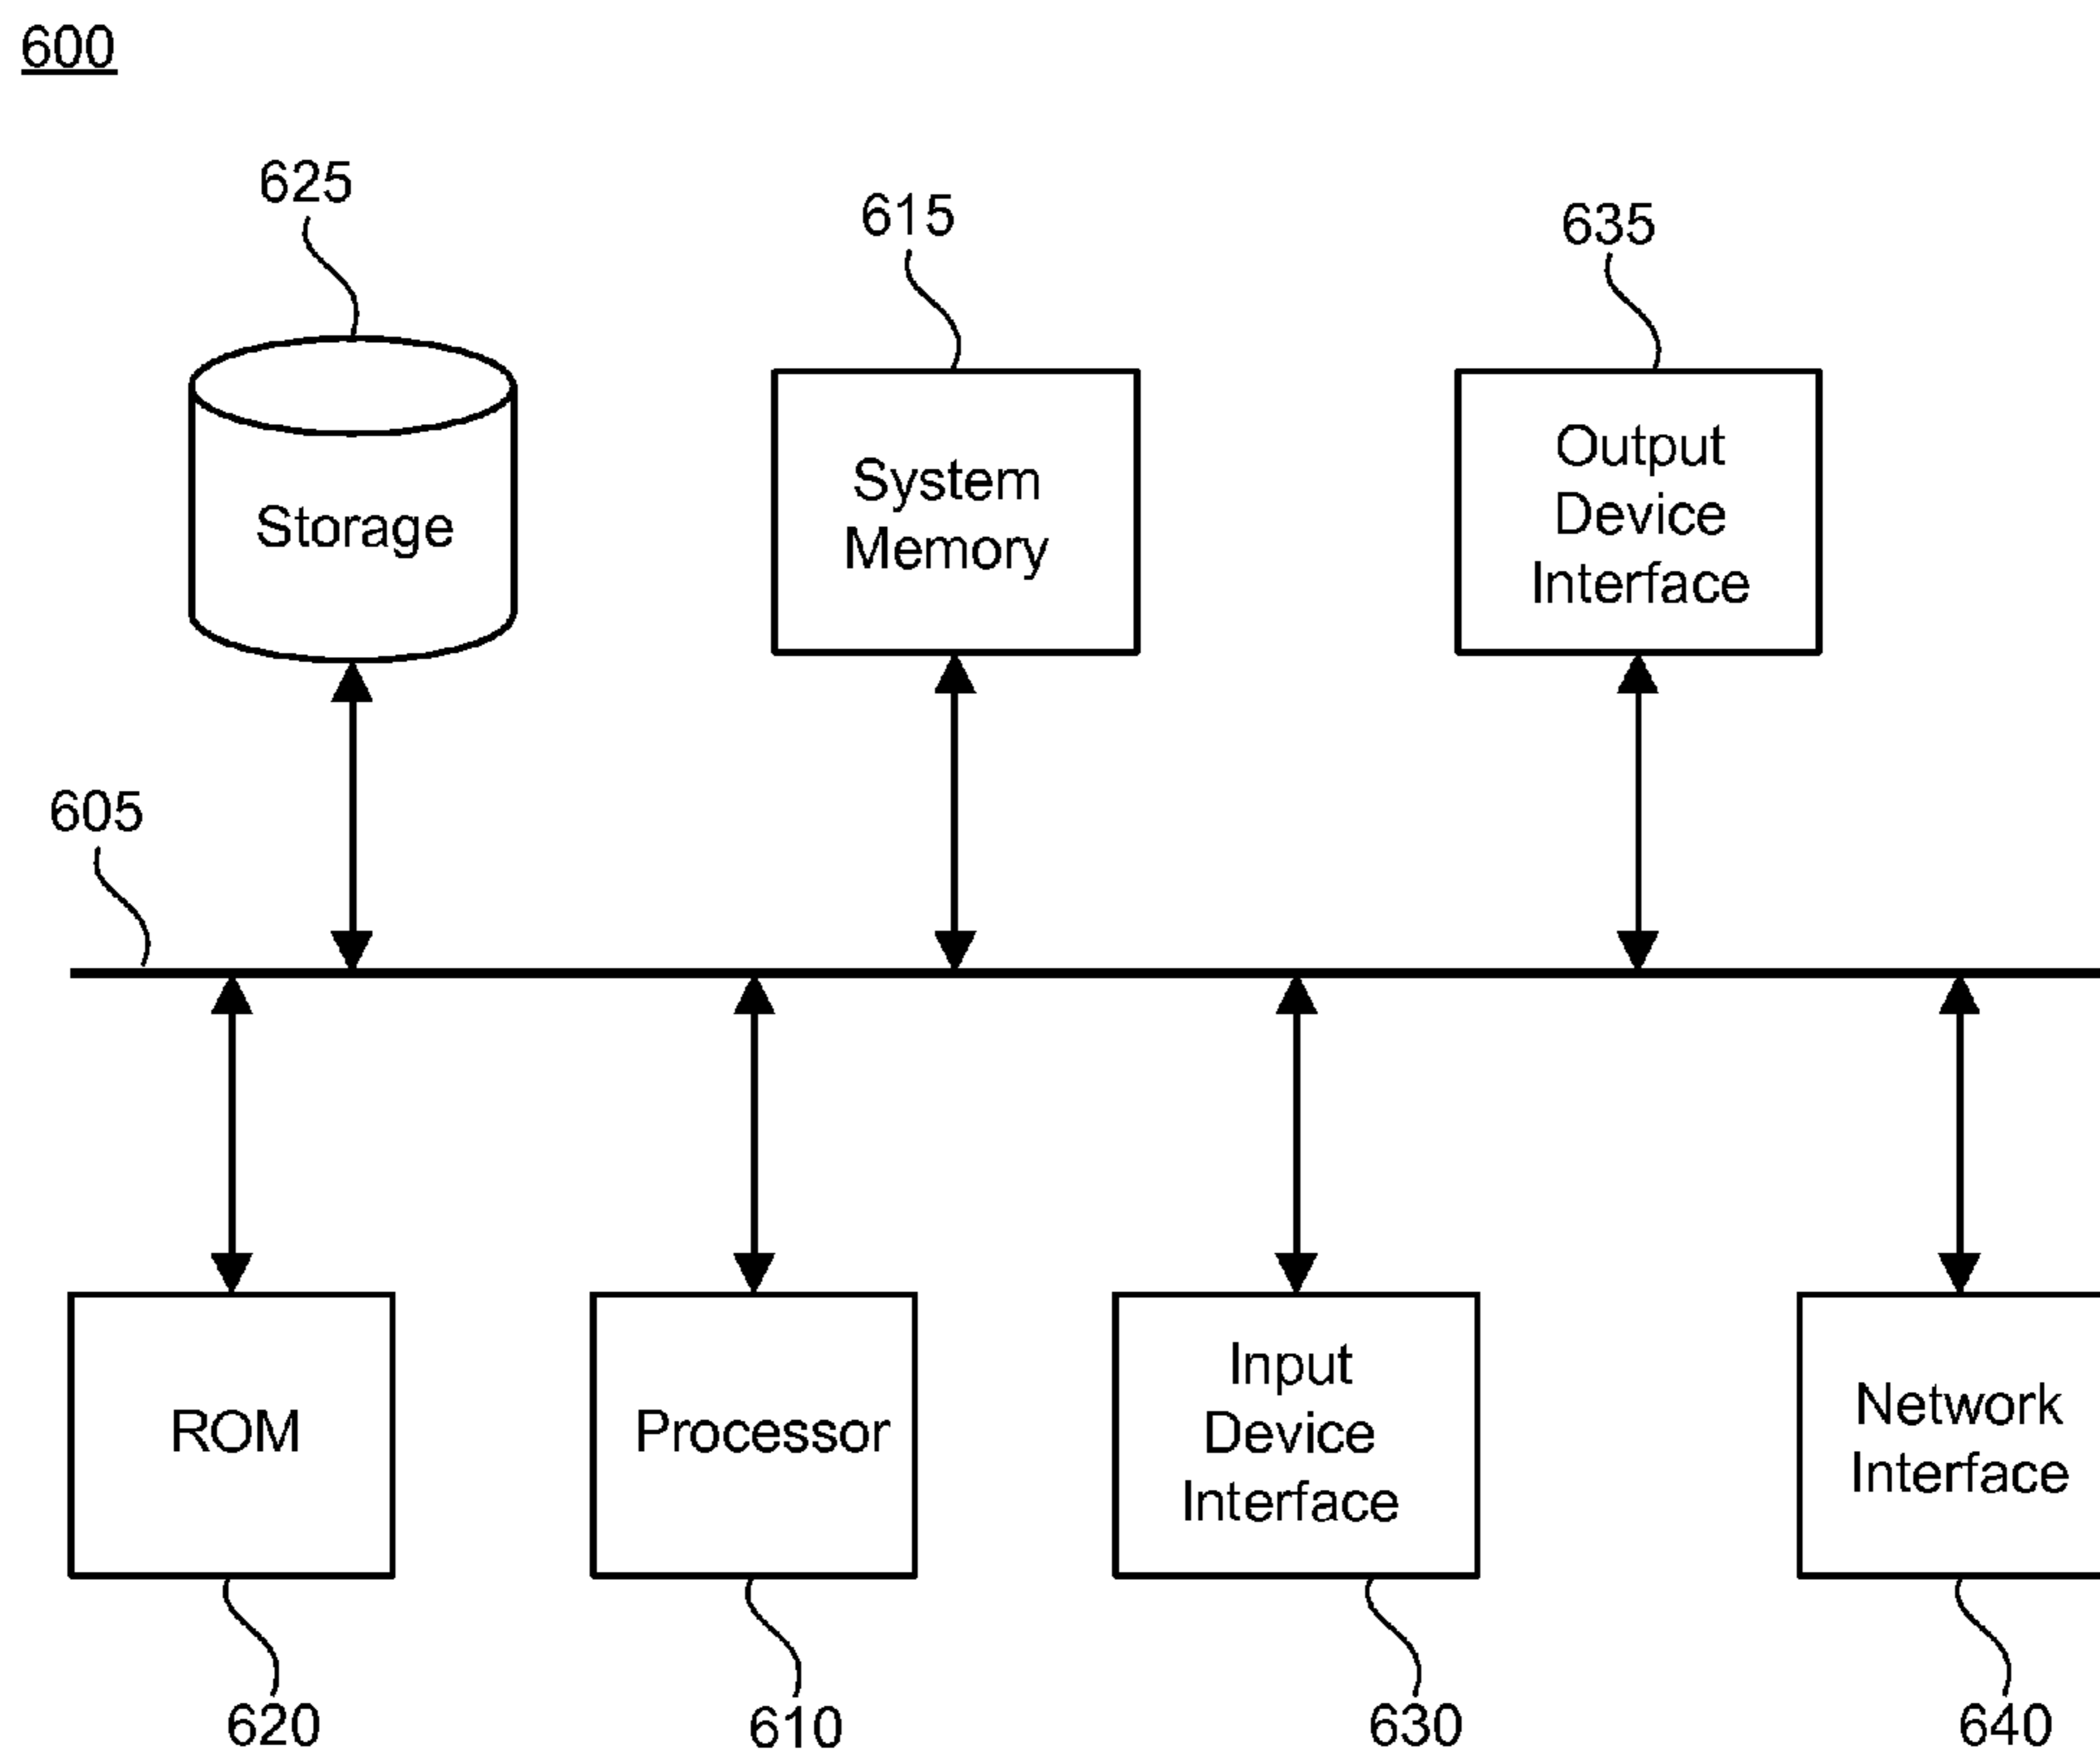 600
625
615
635
System
Memory
Output
Device
Interface
Storage
605
ROM
Processor
Input
Device
Interface
Network
Interface
620
610
630
640